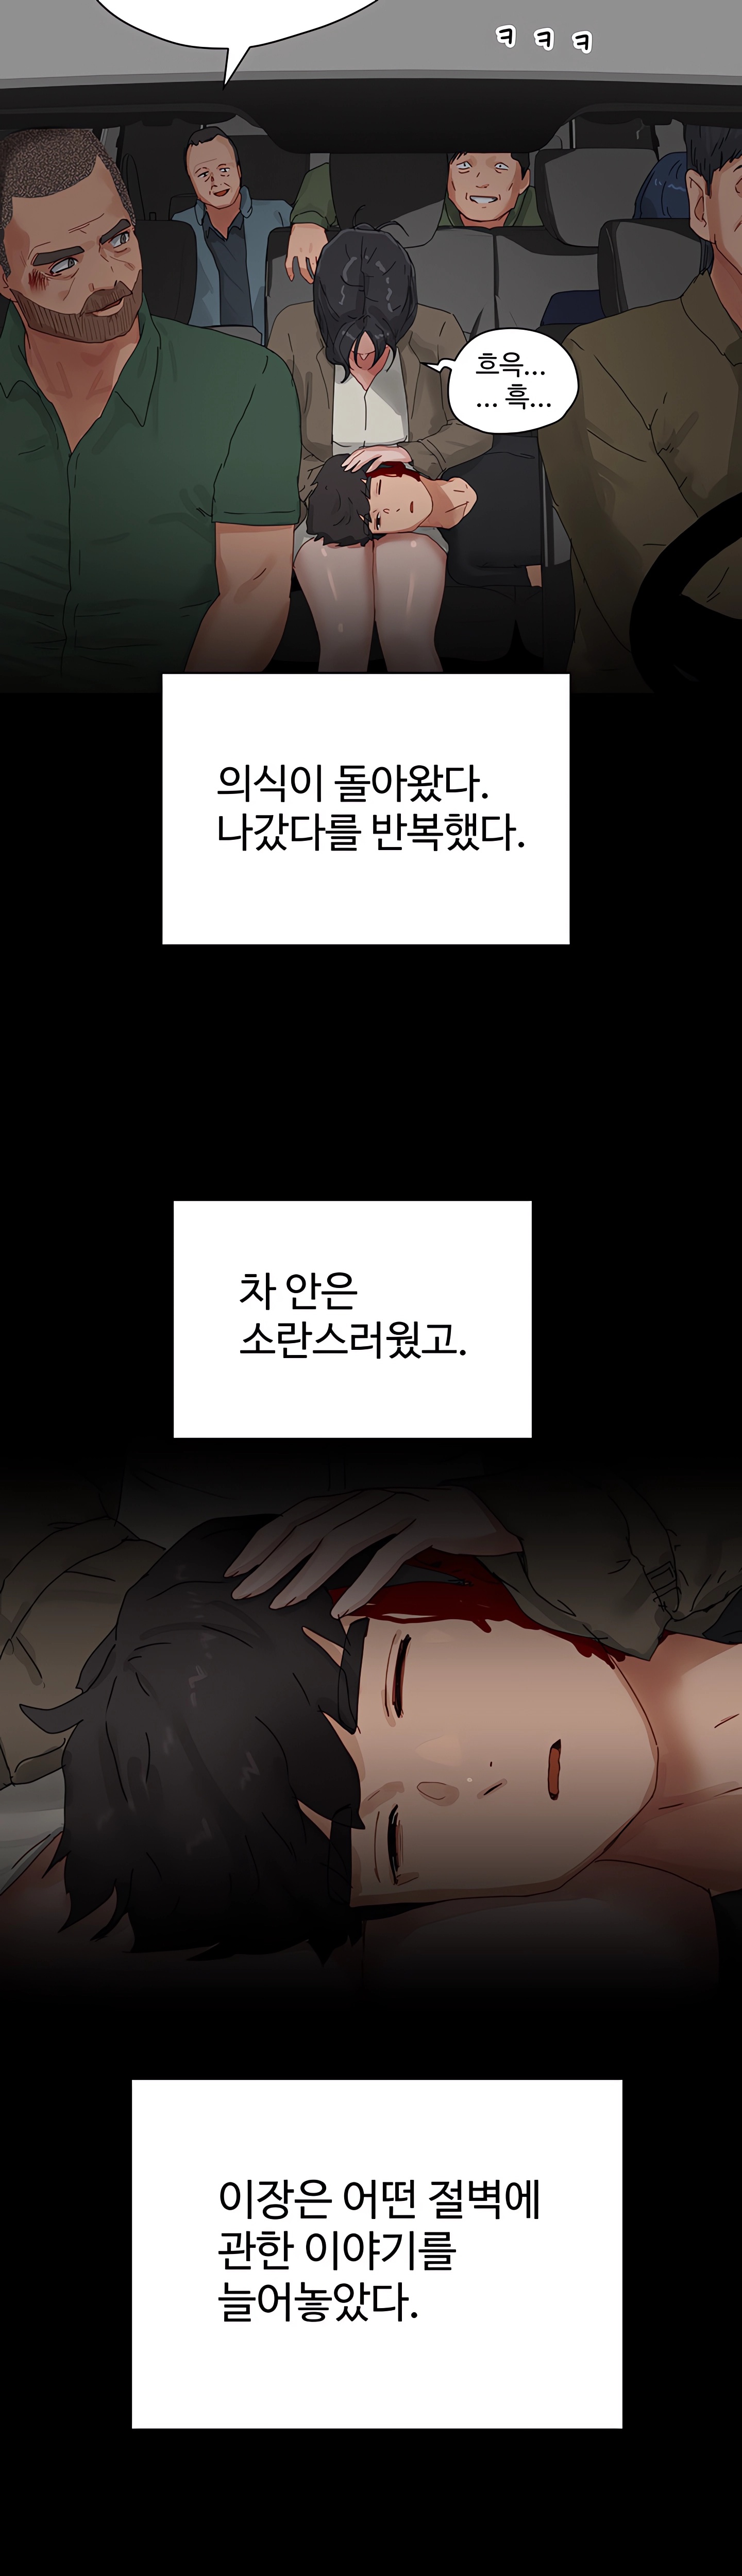 ㅋ ㅋ ㅋ
흐윽...
... 흑...
의식이 돌아왔다.
나갔다를 반복했다.
차 안은
소란스러웠고.
이장은 어떤 절벽에
관한 이야기를
늘어놓았다.